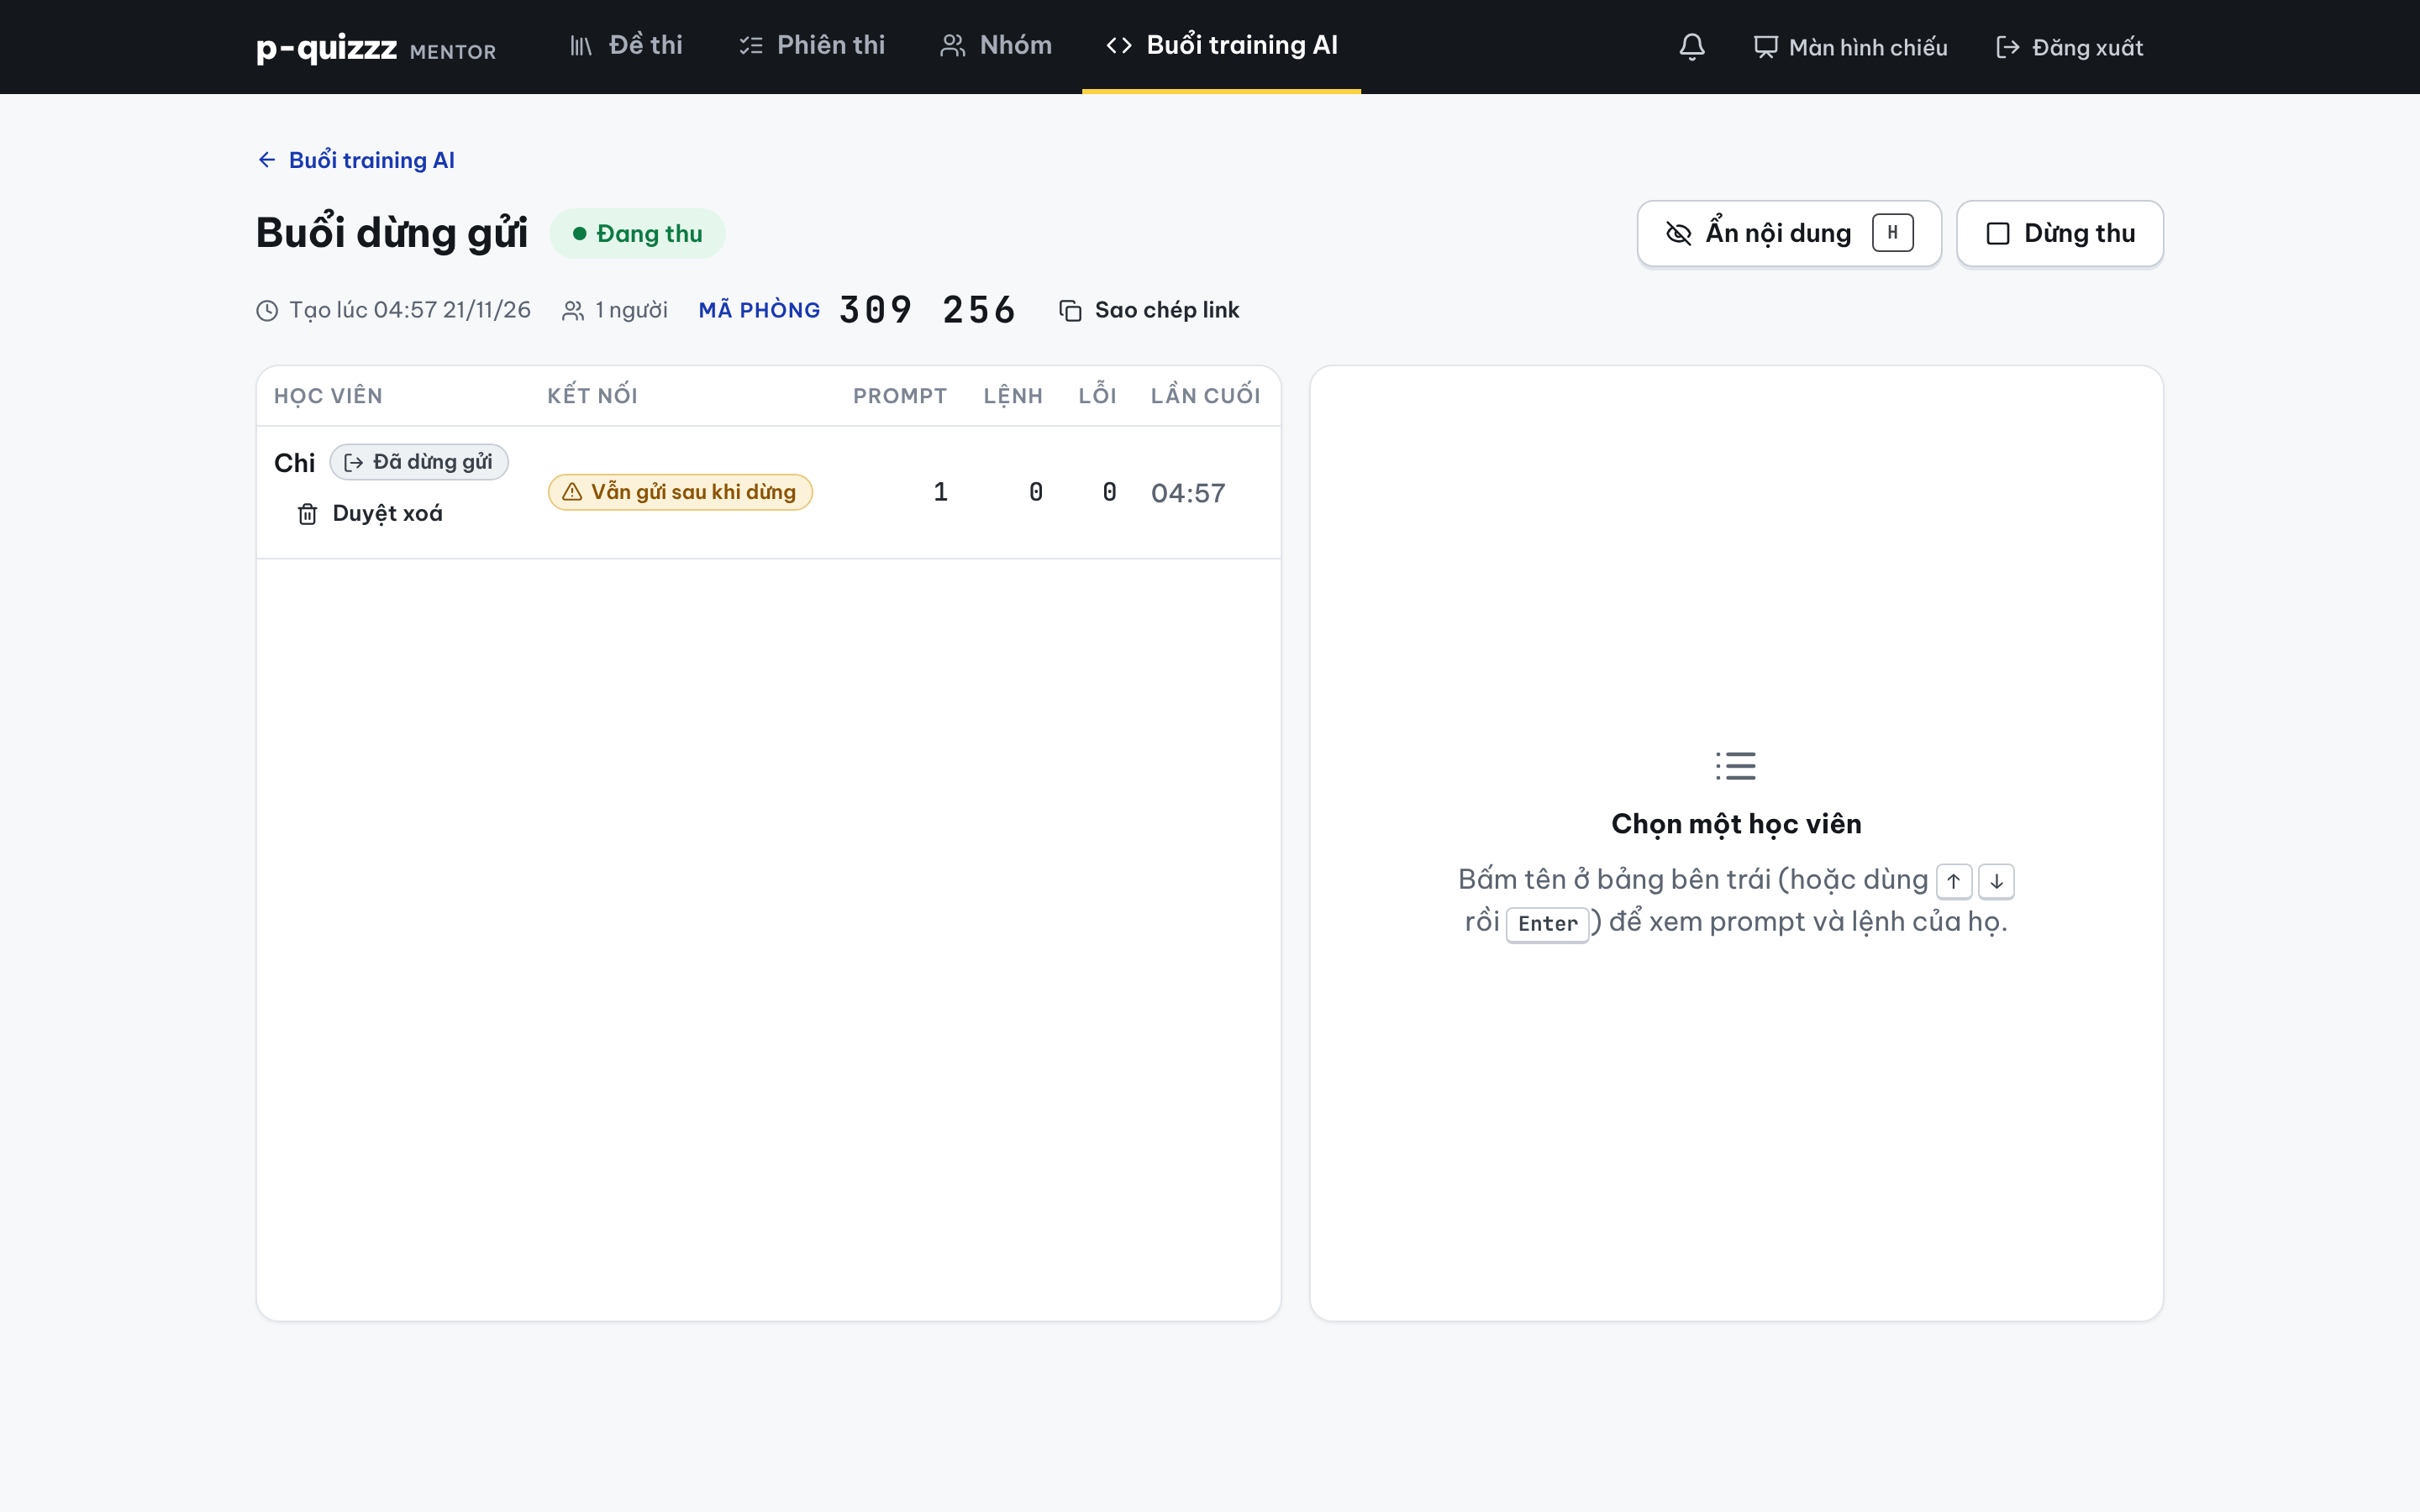 p-quizzz MENTOR Đề thi Phiên thi Nhóm Buổi training AI Màn hình chiếu Đăng xuất
Buổi training AI
Buổi dừng gửi Đang thu Ẩn nội dung H Dừng thu
Tạo lúc 04:57 21/11/26 1 người MÃ PHÒNG 309 256 Sao chép link
HỌC VIÊN KẾT NỐI PROMPT LỆNH LỖI LẦN CUỐI
Chi Đã dừng gửi
Vẫn gửi sau khi dừng 1 0 0 04:57
Duyệt xoá
Chọn một học viên
Bấm tên ở bảng bên trái (hoặc dùng ↑ ↓
rồi Enter) để xem prompt và lệnh của họ.